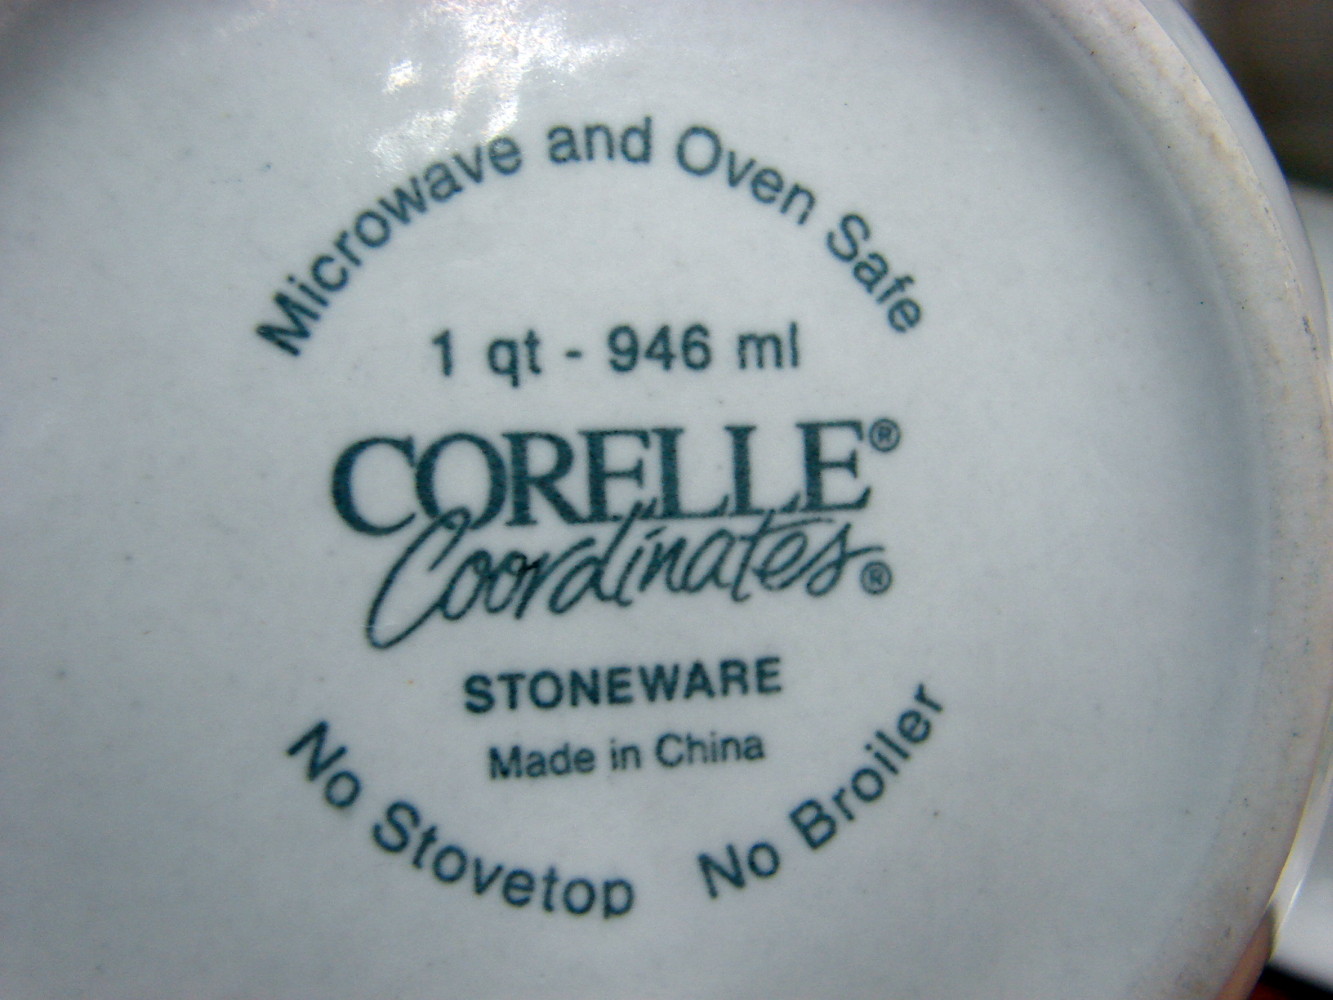 Microwave and Oven Safe
1 qt - 946 ml
CORELLE®
Coordinates®
STONEWARE
Made in China
No Stovetop No Broiler